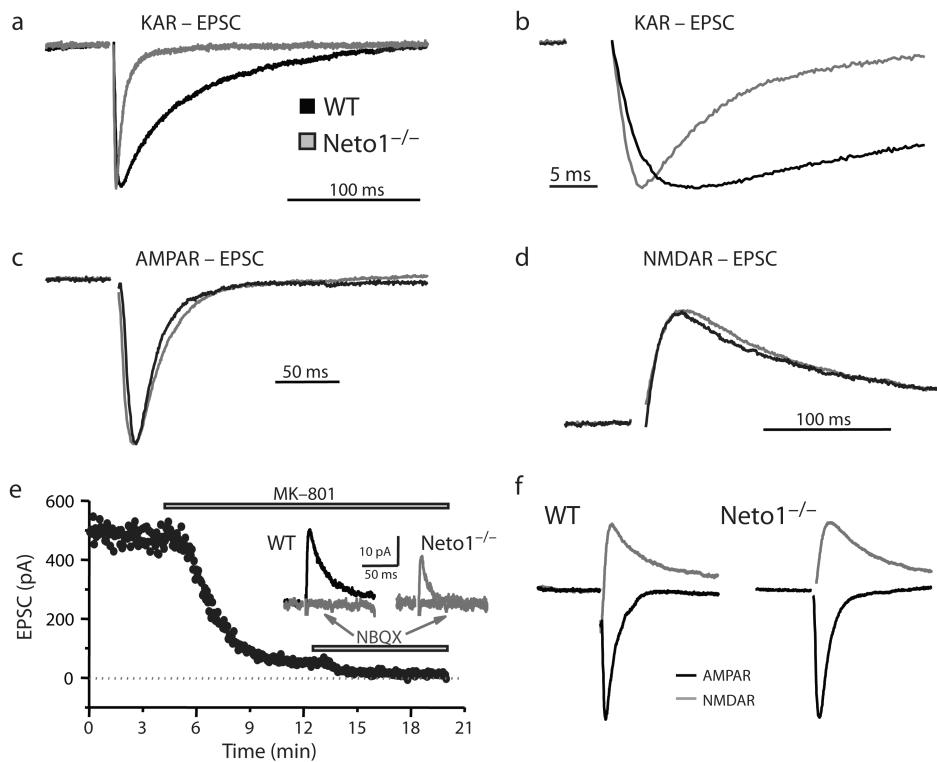 a
KAR – EPSC
WT
Neto1–/–
100 ms
b
KAR – EPSC
5 ms
c
AMPAR – EPSC
50 ms
d
NMDAR – EPSC
100 ms
e
MK–801
600
400
200
0
EPSC (pA)
WT
10 pA
50 ms
Neto1–/–
NBQX
0 3 6 9 12 15 18 21
Time (min)
f
WT
Neto1–/–
AMPAR
NMDAR